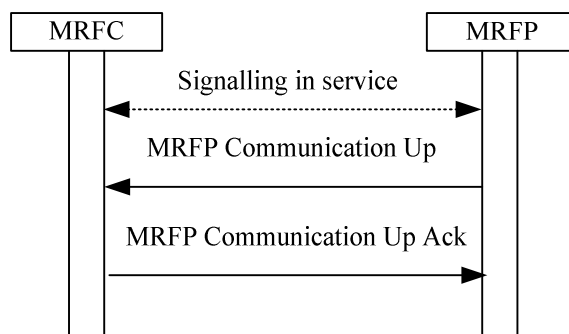 MRFC
MRFP
Signalling in service
MRFP Communication Up
MRFP Communication Up Ack